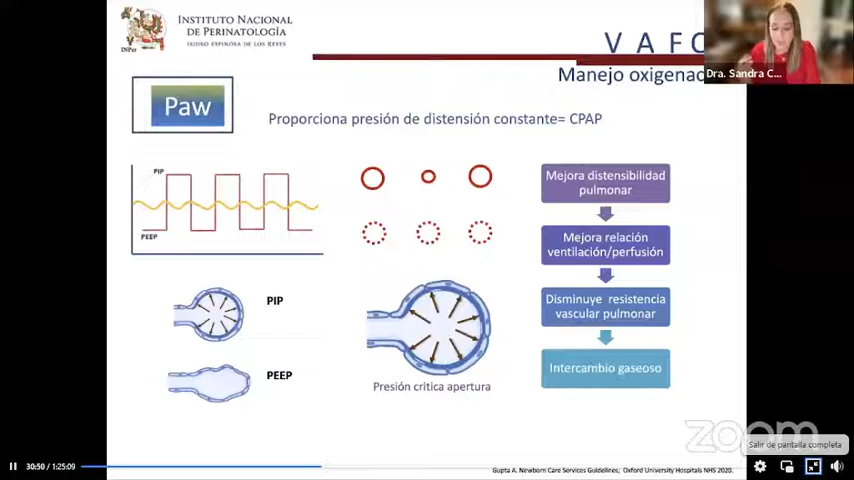 INSTITUTO NACIONAL
DE PERINATOLOGÍA
ISIDRO ESPINOSA DE LOS REYES
INPer
V A F O
Manejo oxigenac
Dra. Sandra C...
Paw
Proporciona presión de distensión constante= CPAP
PIP
PEEP
Mejora distensibilidad
pulmonar
Mejora relación
ventilación/perfusión
Disminuye resistencia
vascular pulmonar
Intercambio gaseoso
PIP
PEEP
Presión critica apertura
zoom
Salir de pantalla completa
30:50 / 1:25:09
Gupta A. Newborn Care Services Guidelines; Oxford University Hospitals NHS 2020.